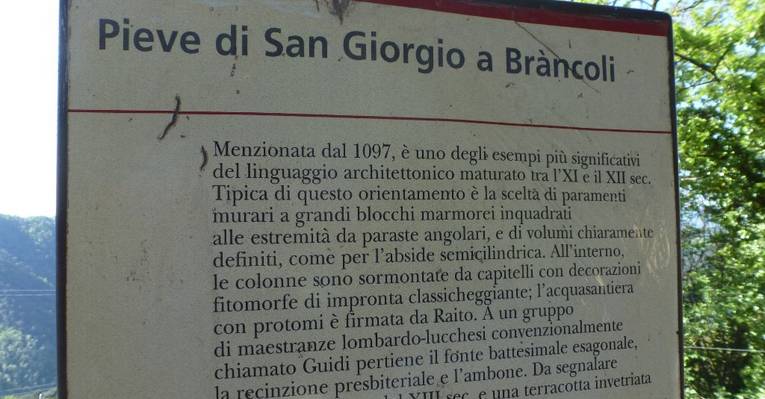 Pieve di San Giorgio a Bràncoli
Menzionata dal 1097, è uno degli esempi più significativi
del linguaggio architettonico maturato tra l'XI e il XII sec.
Tipica di questo orientamento è la scelta di paramenti
murari a grandi blocchi marmorei inquadrati
alle estremità da paraste angolari, e di volumi chiaramente
definiti, come per l'abside semicilindrica. All'interno,
le colonne sono sormontate da capitelli con decorazioni
fitomorfe di impronta classicheggiante; l'acquasantiera
con protomi è firmata da Raito. A un gruppo
di maestranze lombardo-lucchesi convenzionalmente
chiamato Guidi pertiene il fonte battesimale esagonale,
la recinzione presbiteriale e l'ambone. Da segnalare
del XIII sec. e una terracotta invetriata